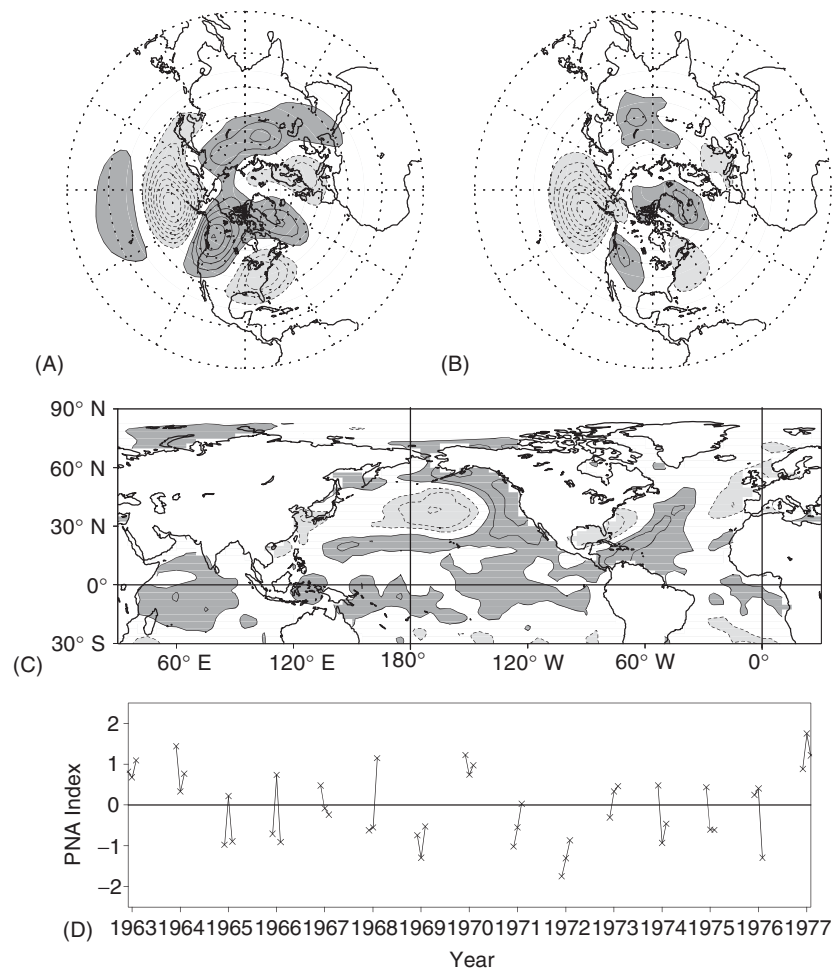 (A)
(B)
90° N
60° N
30° N
0°
30° S
60° E 120° E 180° 120° W 60° W 0°
(C)
2
1
0
−1
−2
PNA Index
(D)
1963 1964 1965 1966 1967 1968 1969 1970 1971 1972 1973 1974 1975 1976 1977
Year